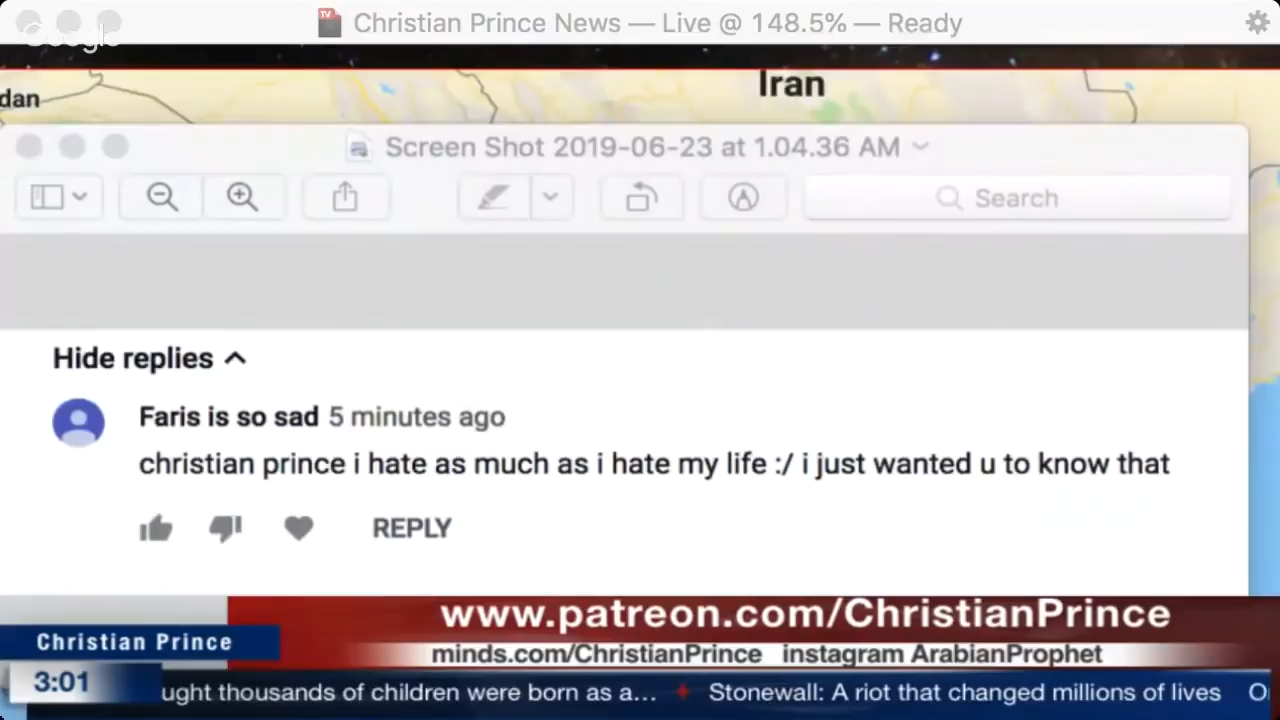 Christian Prince News — Live @ 148.5% — Ready
Google
Iran
dan
Screen Shot 2019-06-23 at 1.04.36 AM
Search
Hide replies
Faris is so sad 5 minutes ago
christian prince i hate as much as i hate my life :/ i just wanted u to know that
REPLY
www.patreon.com/ChristianPrince
Christian Prince
minds.com/ChristianPrince instagram ArabianProphet
3:01
ught thousands of children were born as a... Stonewall: A riot that changed millions of lives O